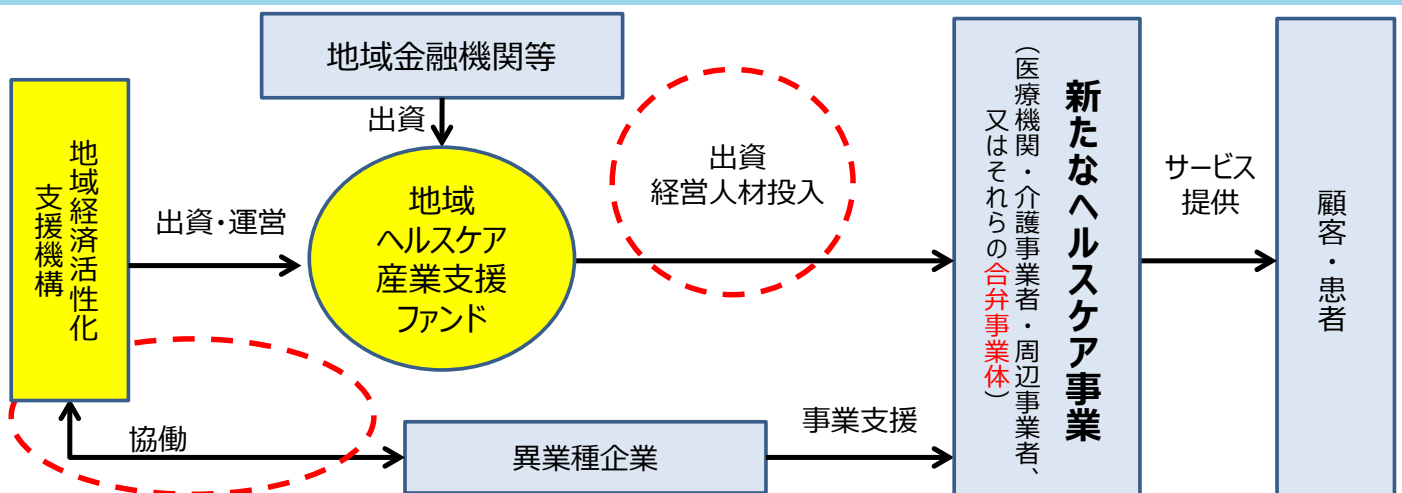 地域金融機関等
出資
地域経済活性化
支援機構
出資・運営
地域
ヘルスケア
産業支援
ファンド
出資
経営人材投入
協働
異業種企業
事業支援
新たなヘルスケア事業
（医療機関・介護事業者・周辺事業者、
又はそれらの合弁事業体）
サービス
提供
顧客・患者